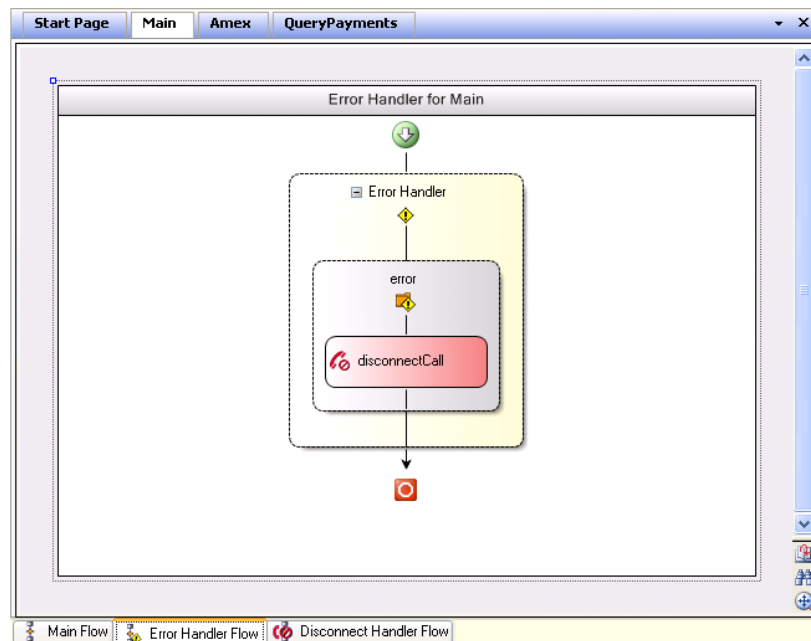 Start Page Main Amex QueryPayments
Error Handler for Main
Error Handler
error
disconnectCall
Main Flow Error Handler Flow Disconnect Handler Flow